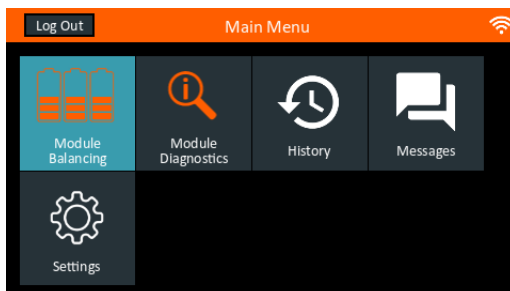 Log Out
Main Menu
Module
Balancing
Module
Diagnostics
History
Messages
Settings